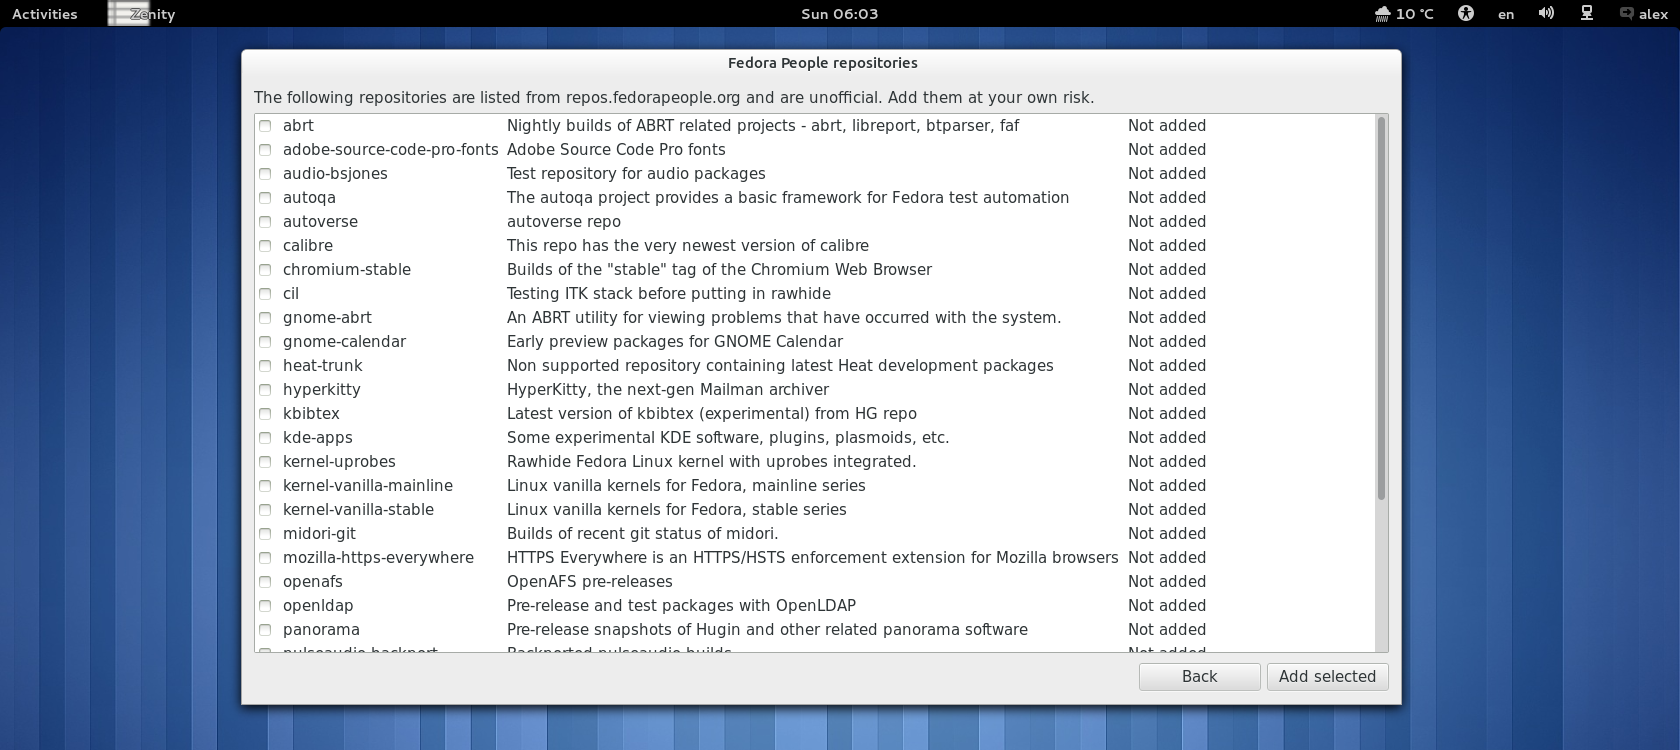 Activities Zenity Sun 06:03 10 °C en alex
Fedora People repositories
The following repositories are listed from repos.fedorapeople.org and are unofficial. Add them at your own risk.
abrt Nightly builds of ABRT related projects - abrt, libreport, btparser, faf Not added
adobe-source-code-pro-fonts Adobe Source Code Pro fonts Not added
audio-bsjones Test repository for audio packages Not added
autoqa The autoqa project provides a basic framework for Fedora test automation Not added
autoverse autoverse repo Not added
calibre This repo has the very newest version of calibre Not added
chromium-stable Builds of the "stable" tag of the Chromium Web Browser Not added
cil Testing ITK stack before putting in rawhide Not added
gnome-abrt An ABRT utility for viewing problems that have occurred with the system. Not added
gnome-calendar Early preview packages for GNOME Calendar Not added
heat-trunk Non supported repository containing latest Heat development packages Not added
hyperkitty HyperKitty, the next-gen Mailman archiver Not added
kbibtex Latest version of kbibtex (experimental) from HG repo Not added
kde-apps Some experimental KDE software, plugins, plasmoids, etc. Not added
kernel-uprobes Rawhide Fedora Linux kernel with uprobes integrated. Not added
kernel-vanilla-mainline Linux vanilla kernels for Fedora, mainline series Not added
kernel-vanilla-stable Linux vanilla kernels for Fedora, stable series Not added
midori-git Builds of recent git status of midori. Not added
mozilla-https-everywhere HTTPS Everywhere is an HTTPS/HSTS enforcement extension for Mozilla browsers Not added
openafs OpenAFS pre-releases Not added
openldap Pre-release and test packages with OpenLDAP Not added
panorama Pre-release snapshots of Hugin and other related panorama software Not added
pulseaudio-backport Backported pulseaudio builds Not added
Back Add selected